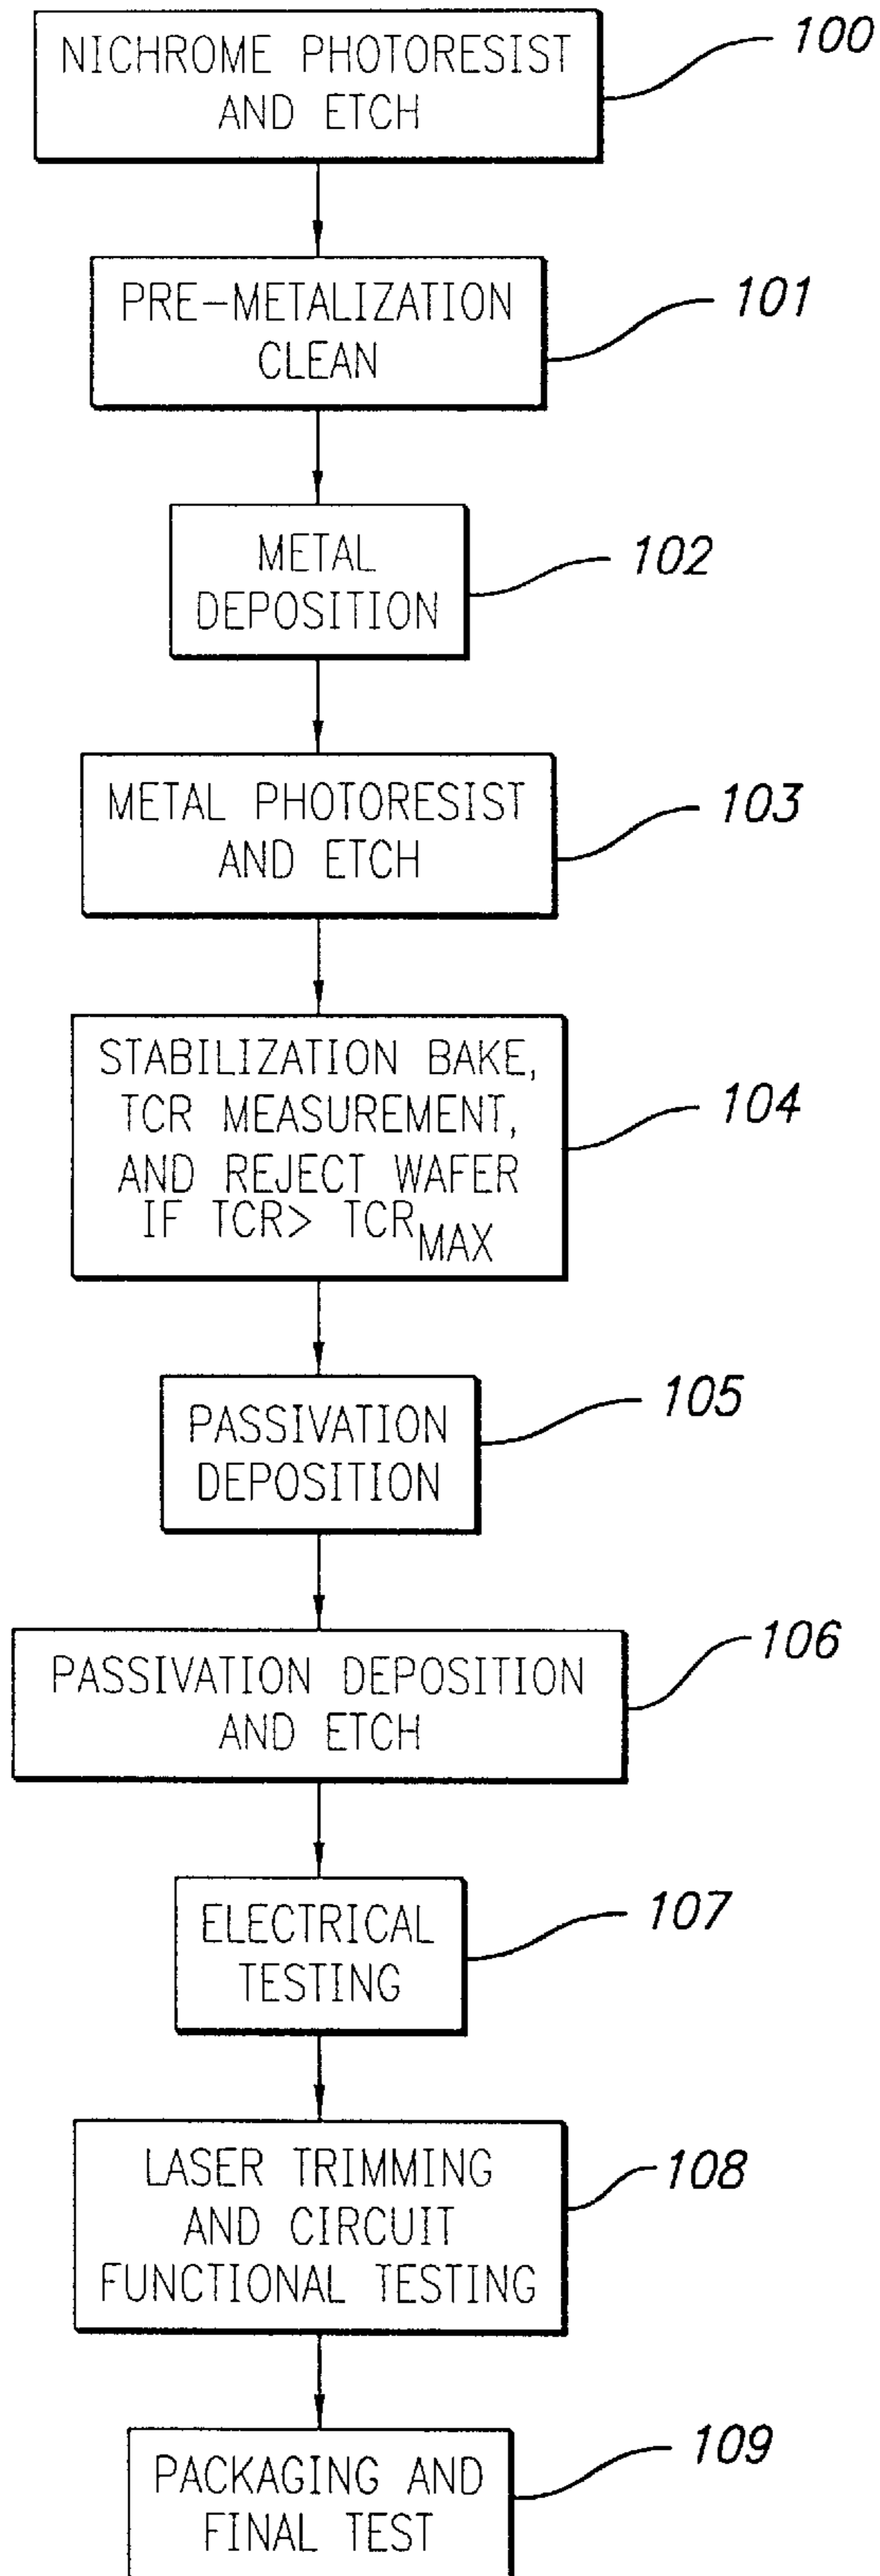 NICHROME PHOTORESIST
AND ETCH
100
PRE-METALIZATION
CLEAN
101
METAL
DEPOSITION
102
METAL PHOTORESIST
AND ETCH
103
STABILIZATION BAKE,
TCR MEASUREMENT,
AND REJECT WAFER
IF TCR> TCRMAX
104
PASSIVATION
DEPOSITION
105
PASSIVATION DEPOSITION
AND ETCH
106
ELECTRICAL
TESTING
107
LASER TRIMMING
AND CIRCUIT
FUNCTIONAL TESTING
108
PACKAGING AND
FINAL TEST
109